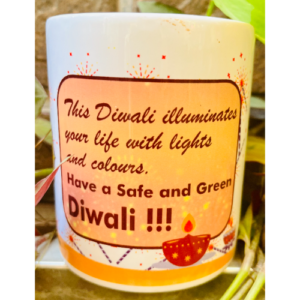 This Diwali illuminates
your life with lights
and colours.
Have a Safe and Green
Diwali !!!